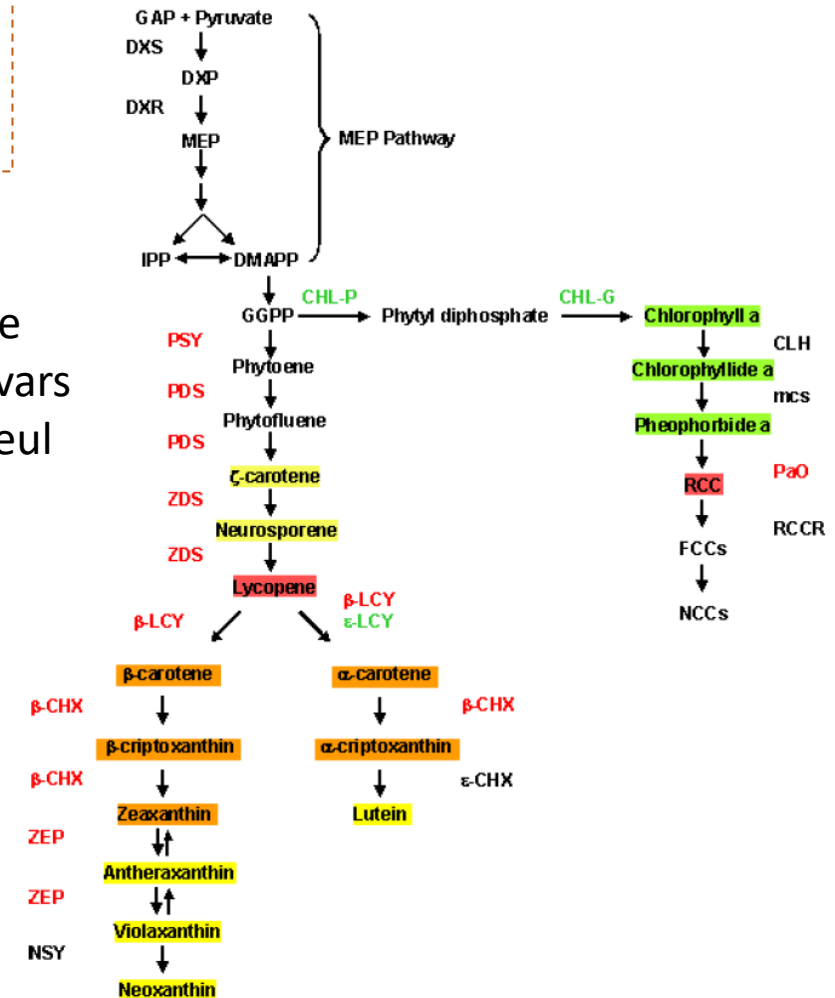 GAP + Pyruvate
DXS
DXP
DXR
MEP
MEP Pathway
IPP DMAPP
CHL-P CHL-G
GGPP Phytyl diphosphate Chlorophyll a
PSY CLH
Phytoene Chlorophyllide a
PDS mcs
Phytofluene Pheophorbide a
PDS PaO
ζ-carotene RCC
ZDS RCCR
Neurosporene FCCs
ZDS
Lycopene NCCs
β-LCY β-LCY
ε-LCY
β-carotene α-carotene
β-CHX β-CHX
β-criptoxanthin α-criptoxanthin
β-CHX ε-CHX
Zeaxanthin Lutein
ZEP
Antheraxanthin
ZEP
Violaxanthin
NSY
Neoxanthin